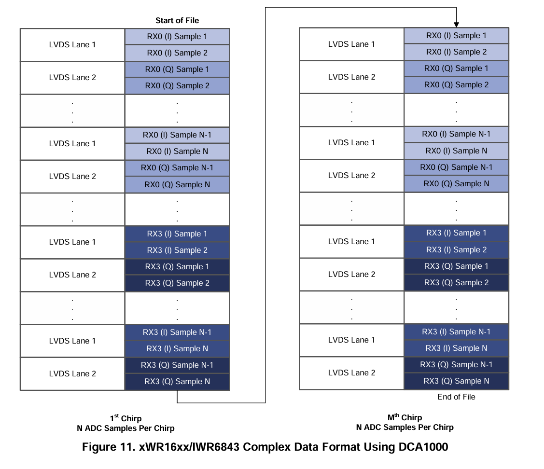 Start of File
LVDS Lane 1
RX0 (I) Sample 1
RX0 (I) Sample 2
LVDS Lane 2
RX0 (Q) Sample 1
RX0 (Q) Sample 2
.
.
.
.
.
.
LVDS Lane 1
RX0 (I) Sample N-1
RX0 (I) Sample N
LVDS Lane 2
RX0 (Q) Sample N-1
RX0 (Q) Sample N
.
.
.
.
.
.
LVDS Lane 1
RX3 (I) Sample 1
RX3 (I) Sample 2
LVDS Lane 2
RX3 (Q) Sample 1
RX3 (Q) Sample 2
.
.
.
.
.
.
LVDS Lane 1
RX3 (I) Sample N-1
RX3 (I) Sample N
LVDS Lane 2
RX3 (Q) Sample N-1
RX3 (Q) Sample N
1st Chirp
N ADC Samples Per Chirp
LVDS Lane 1
RX0 (I) Sample 1
RX0 (I) Sample 2
LVDS Lane 2
RX0 (Q) Sample 1
RX0 (Q) Sample 2
.
.
.
.
.
.
LVDS Lane 1
RX0 (I) Sample N-1
RX0 (I) Sample N
LVDS Lane 2
RX0 (Q) Sample N-1
RX0 (Q) Sample N
.
.
.
.
.
.
LVDS Lane 1
RX3 (I) Sample 1
RX3 (I) Sample 2
LVDS Lane 2
RX3 (Q) Sample 1
RX3 (Q) Sample 2
.
.
.
.
.
.
LVDS Lane 1
RX3 (I) Sample N-1
RX3 (I) Sample N
LVDS Lane 2
RX3 (Q) Sample N-1
RX3 (Q) Sample N
End of File
Mth Chirp
N ADC Samples Per Chirp
Figure 11. xWR16xx/IWR6843 Complex Data Format Using DCA1000